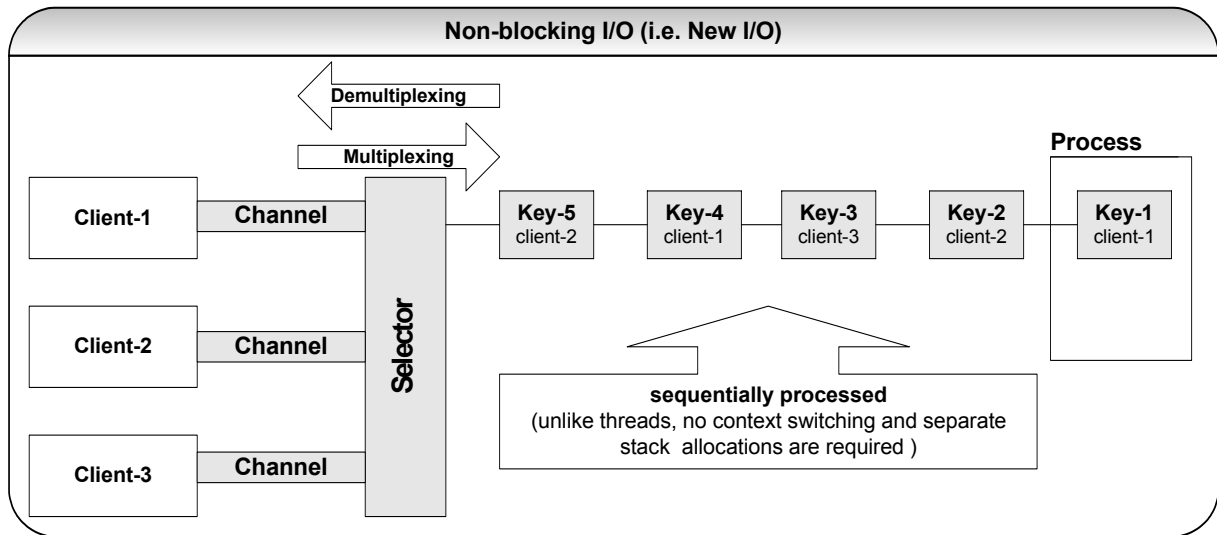 Non-blocking I/O (i.e. New I/O)
Demultiplexing
Multiplexing
Process
Client-1
Channel
Key-5
client-2
Key-4
client-1
Key-3
client-3
Key-2
client-2
Key-1
client-1
Client-2
Channel
Selector
sequentially processed
(unlike threads, no context switching and separate
stack allocations are required )
Client-3
Channel